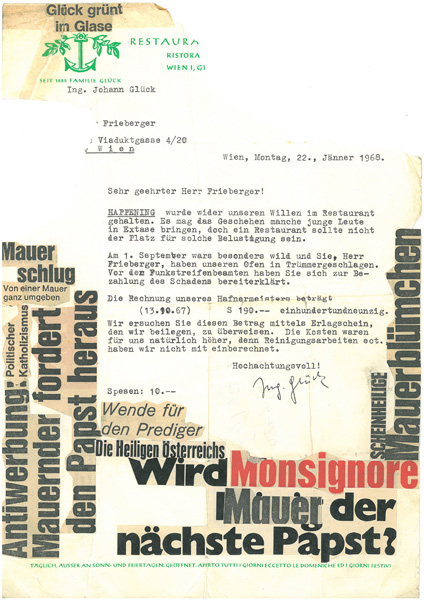 Glück grünt
im Glase
RESTAURA
RISTORA
WIEN I, G
SEIT 1889 FAMILIE GLÜCK
Ing. Johann Glück
Frieberger
Viaduktgasse 4/20
Wien
Wien, Montag, 22., Jänner 1968.
Sehr geehrter Herr Frieberger!
HAPPENING wurde wider unseren Willen im Restaurant
gehalten. Es mag das Geschehen manche junge Leute
in Extase bringen, doch ein Restaurant sollte nicht
der Platz für solche Belustigung sein.
Am 1. September wars besonders wild und Sie, Herr
Frieberger, haben unseren Ofen in Trümmergeschlagen.
Vor dem Funkstreifenbeamten haben Sie sich zur Be-
zahlung des Schadens bereiterklärt.
Die Rechnung unseres Hafnermeisters beträgt
(13.10.67) S 190.-- einhundertundneunzig.
Wir ersuchen Sie diesen Betrag mittels Erlagschein,
den wir beilegen, zu überweisen. Die Kosten waren
für uns natürlich höher, denn Reinigungsarbeiten ect.
haben wir nicht mit einberechnet.
Hochachtungsvoll!
Ing. Glück
Spesen: 10.--
Mauer
schlug
Von einer Mauer
ganz umgeben
Politischer
Katholizismus
Antiwerbung:
Mauernder fordert
den Papst heraus
Wende für
den Prediger
Die Heiligen Österreichs
SCHEINHEILIGE
Mauerblümchen
Wird Monsignore
Mauer der
nächste Papst?
TÄGLICH, AUSSER AN SONN- UND FEIERTAGEN, GEÖFFNET. APERTO TUTTI I GIORNI ECCETTO LE DOMENICHE ED I GIORNI FESTIVI